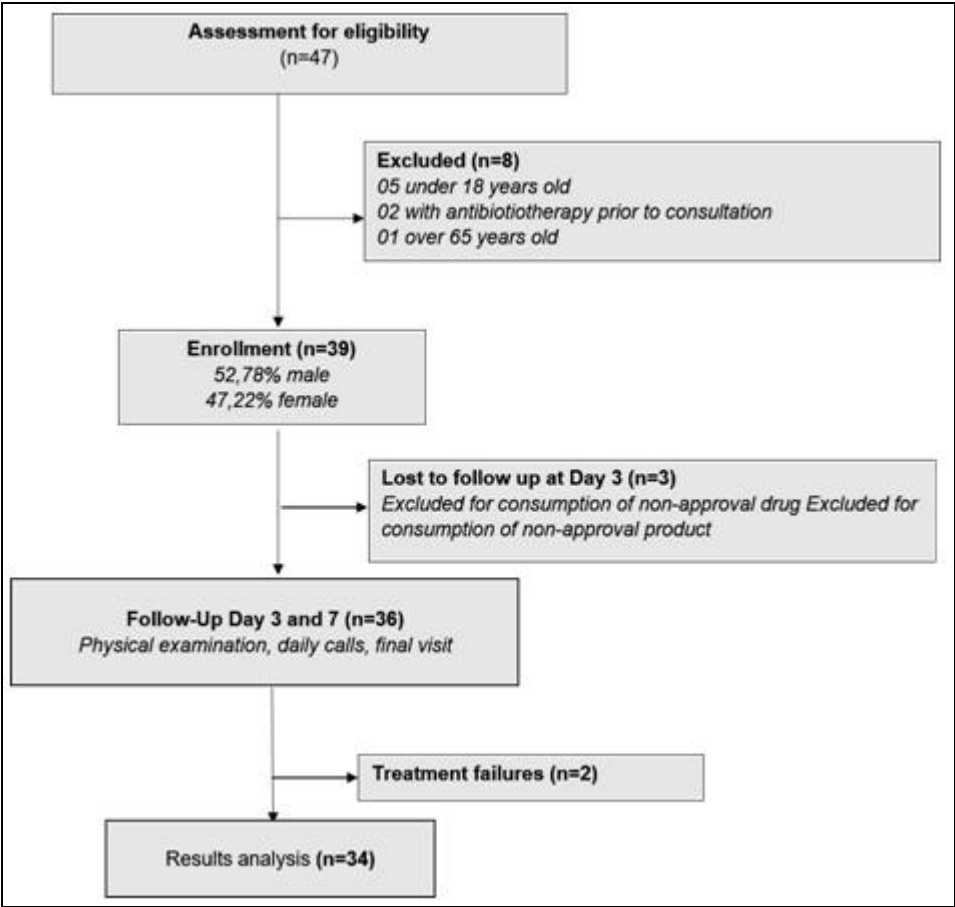 Assessment for eligibility
(n=47)
Excluded (n=8)
05 under 18 years old
02 with antibiotiotherapy prior to consultation
01 over 65 years old
Enrollment (n=39)
52,78% male
47,22% female
Lost to follow up at Day 3 (n=3)
Excluded for consumption of non-approval drug Excluded for
consumption of non-approval product
Follow-Up Day 3 and 7 (n=36)
Physical examination, daily calls, final visit
Treatment failures (n=2)
Results analysis (n=34)